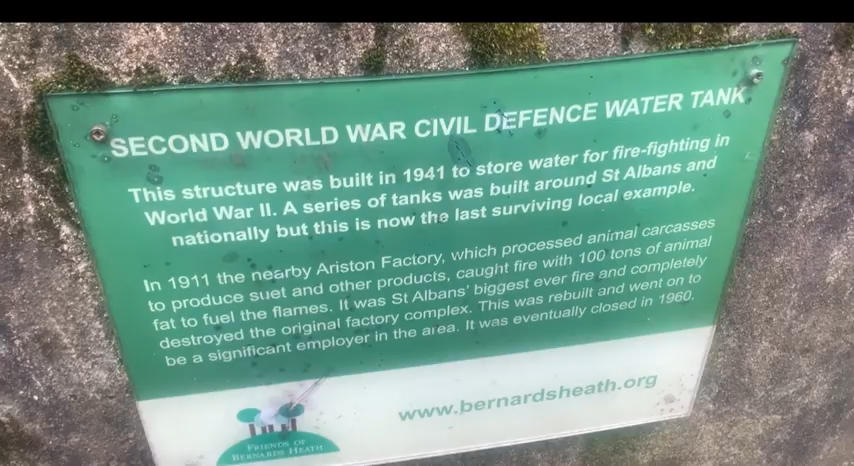 SECOND WORLD WAR CIVIL DEFENCE WATER TANK
This structure was built in 1941 to store water for fire-fighting in
World War II. A series of tanks was built around St Albans and
nationally but this is now the last surviving local example.
In 1911 the nearby Ariston Factory, which processed animal carcasses
to produce suet and other products, caught fire with 100 tons of animal
fat to fuel the flames. It was St Albans' biggest ever fire and completely
destroyed the original factory complex. This was rebuilt and went on to
be a significant employer in the area. It was eventually closed in 1960.
www.bernardsheath.org
FRIENDS OF
BERNARDS HEATH